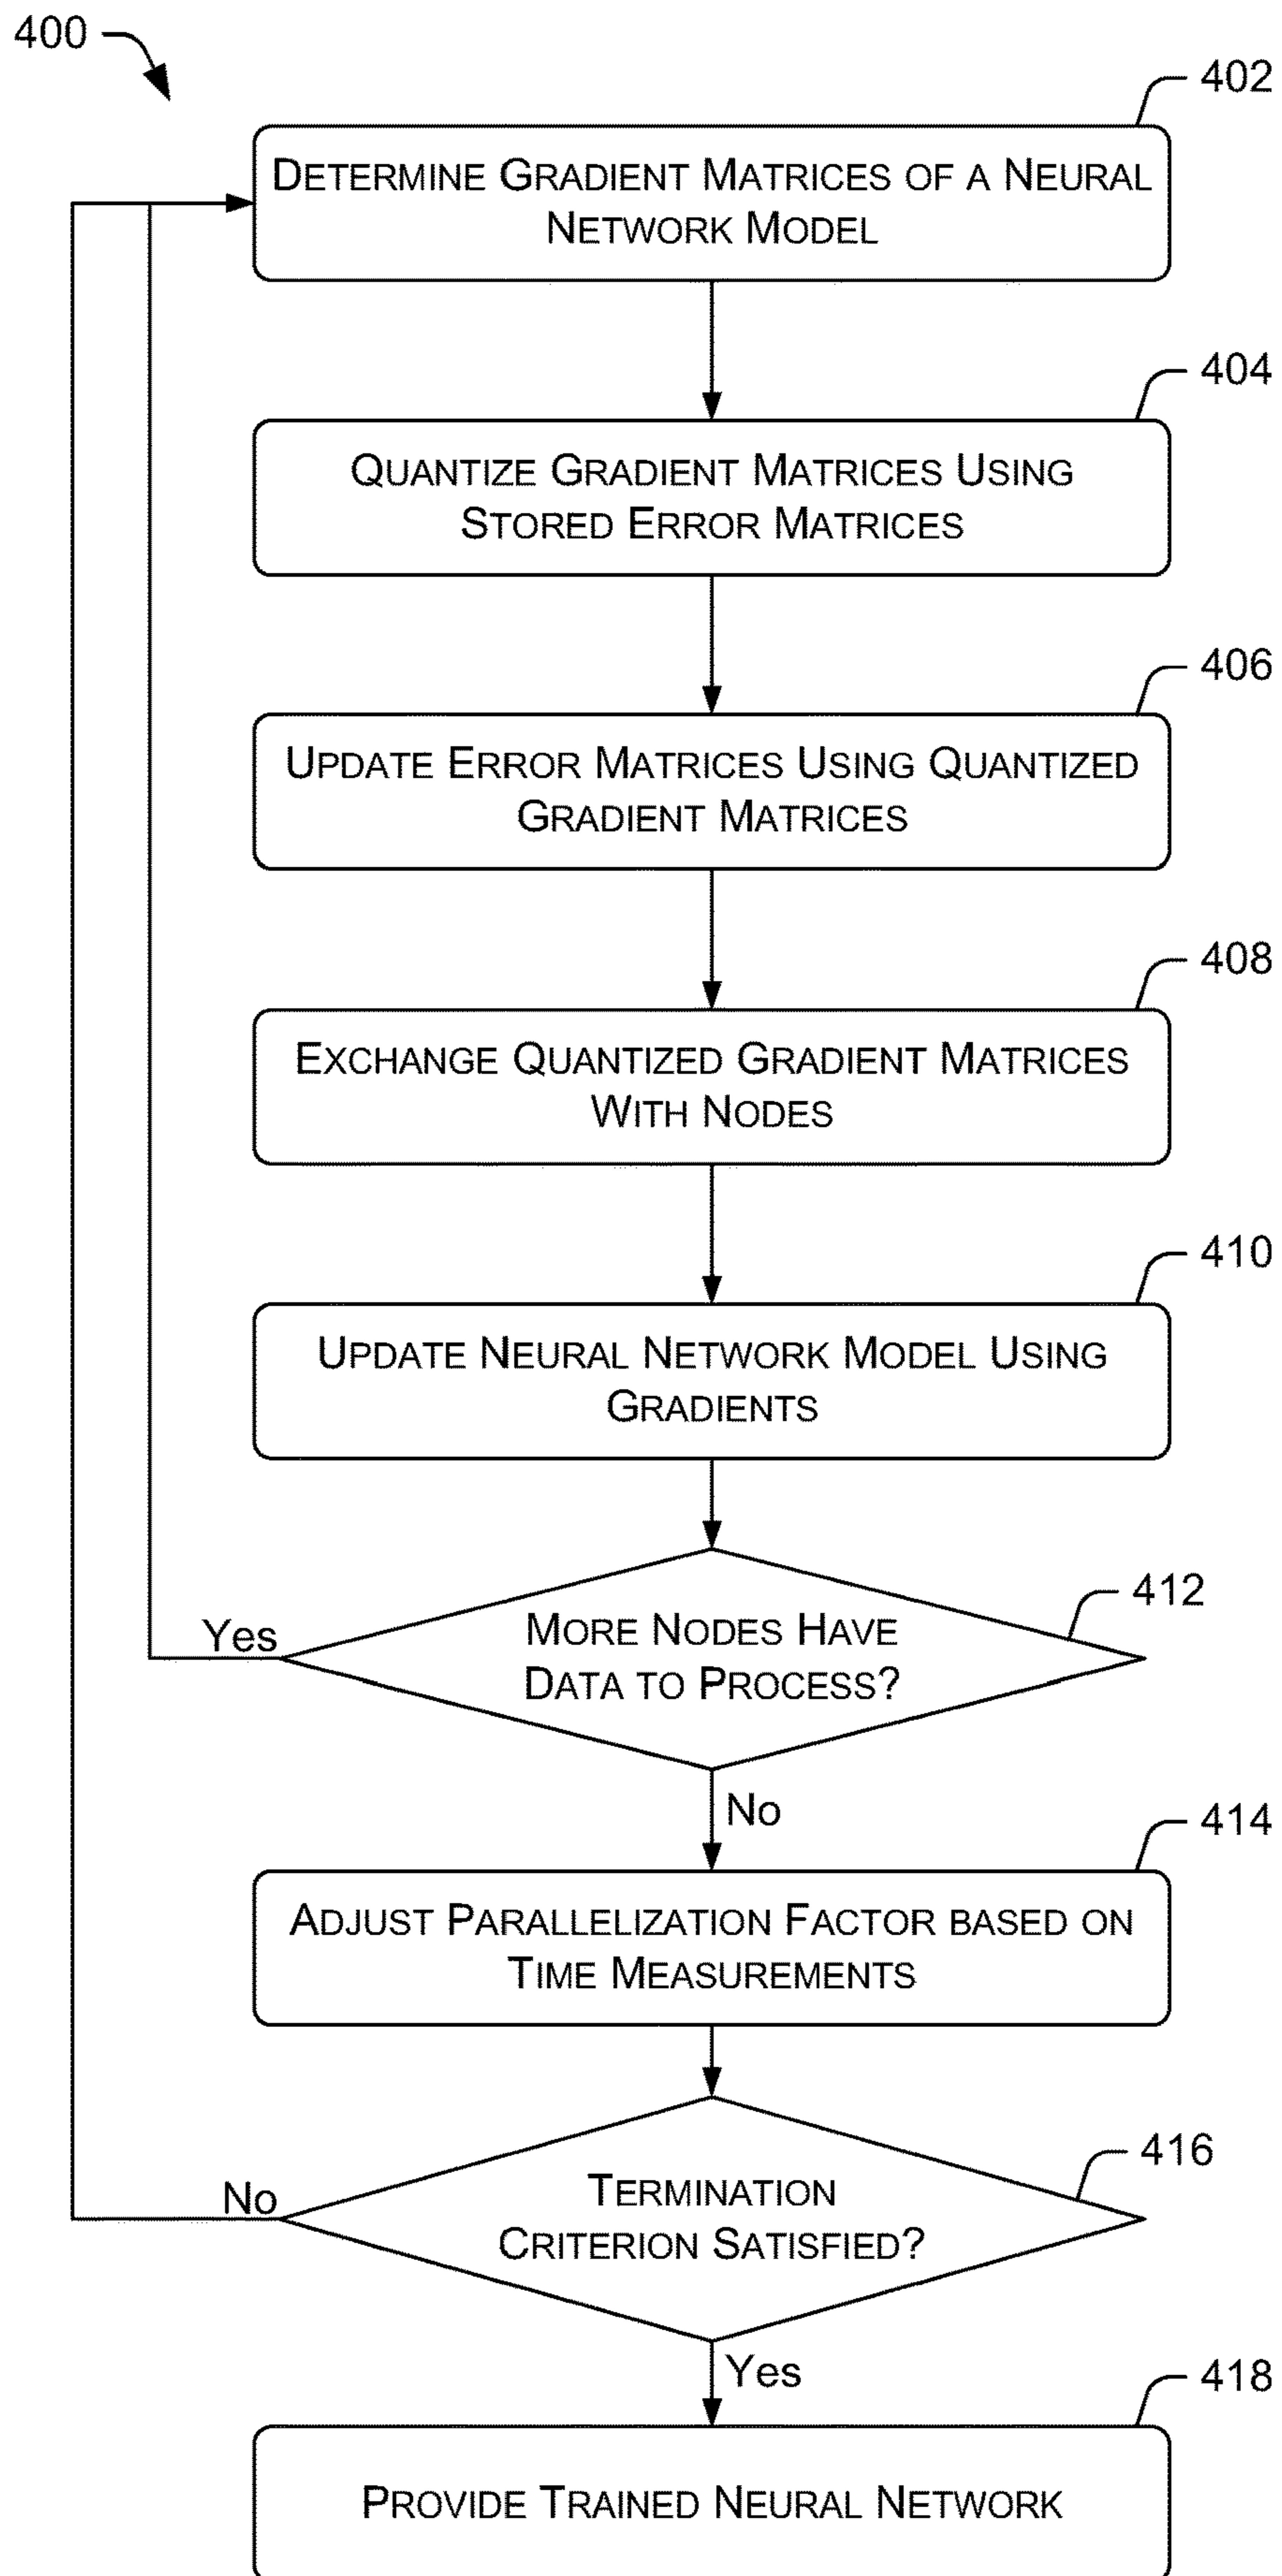 400
402
DETERMINE GRADIENT MATRICES OF A NEURAL
NETWORK MODEL
404
QUANTIZE GRADIENT MATRICES USING
STORED ERROR MATRICES
406
UPDATE ERROR MATRICES USING QUANTIZED
GRADIENT MATRICES
408
EXCHANGE QUANTIZED GRADIENT MATRICES
WITH NODES
410
UPDATE NEURAL NETWORK MODEL USING
GRADIENTS
412
Yes
MORE NODES HAVE
DATA TO PROCESS?
No
414
ADJUST PARALLELIZATION FACTOR BASED ON
TIME MEASUREMENTS
416
No
TERMINATION
CRITERION SATISFIED?
Yes
418
PROVIDE TRAINED NEURAL NETWORK